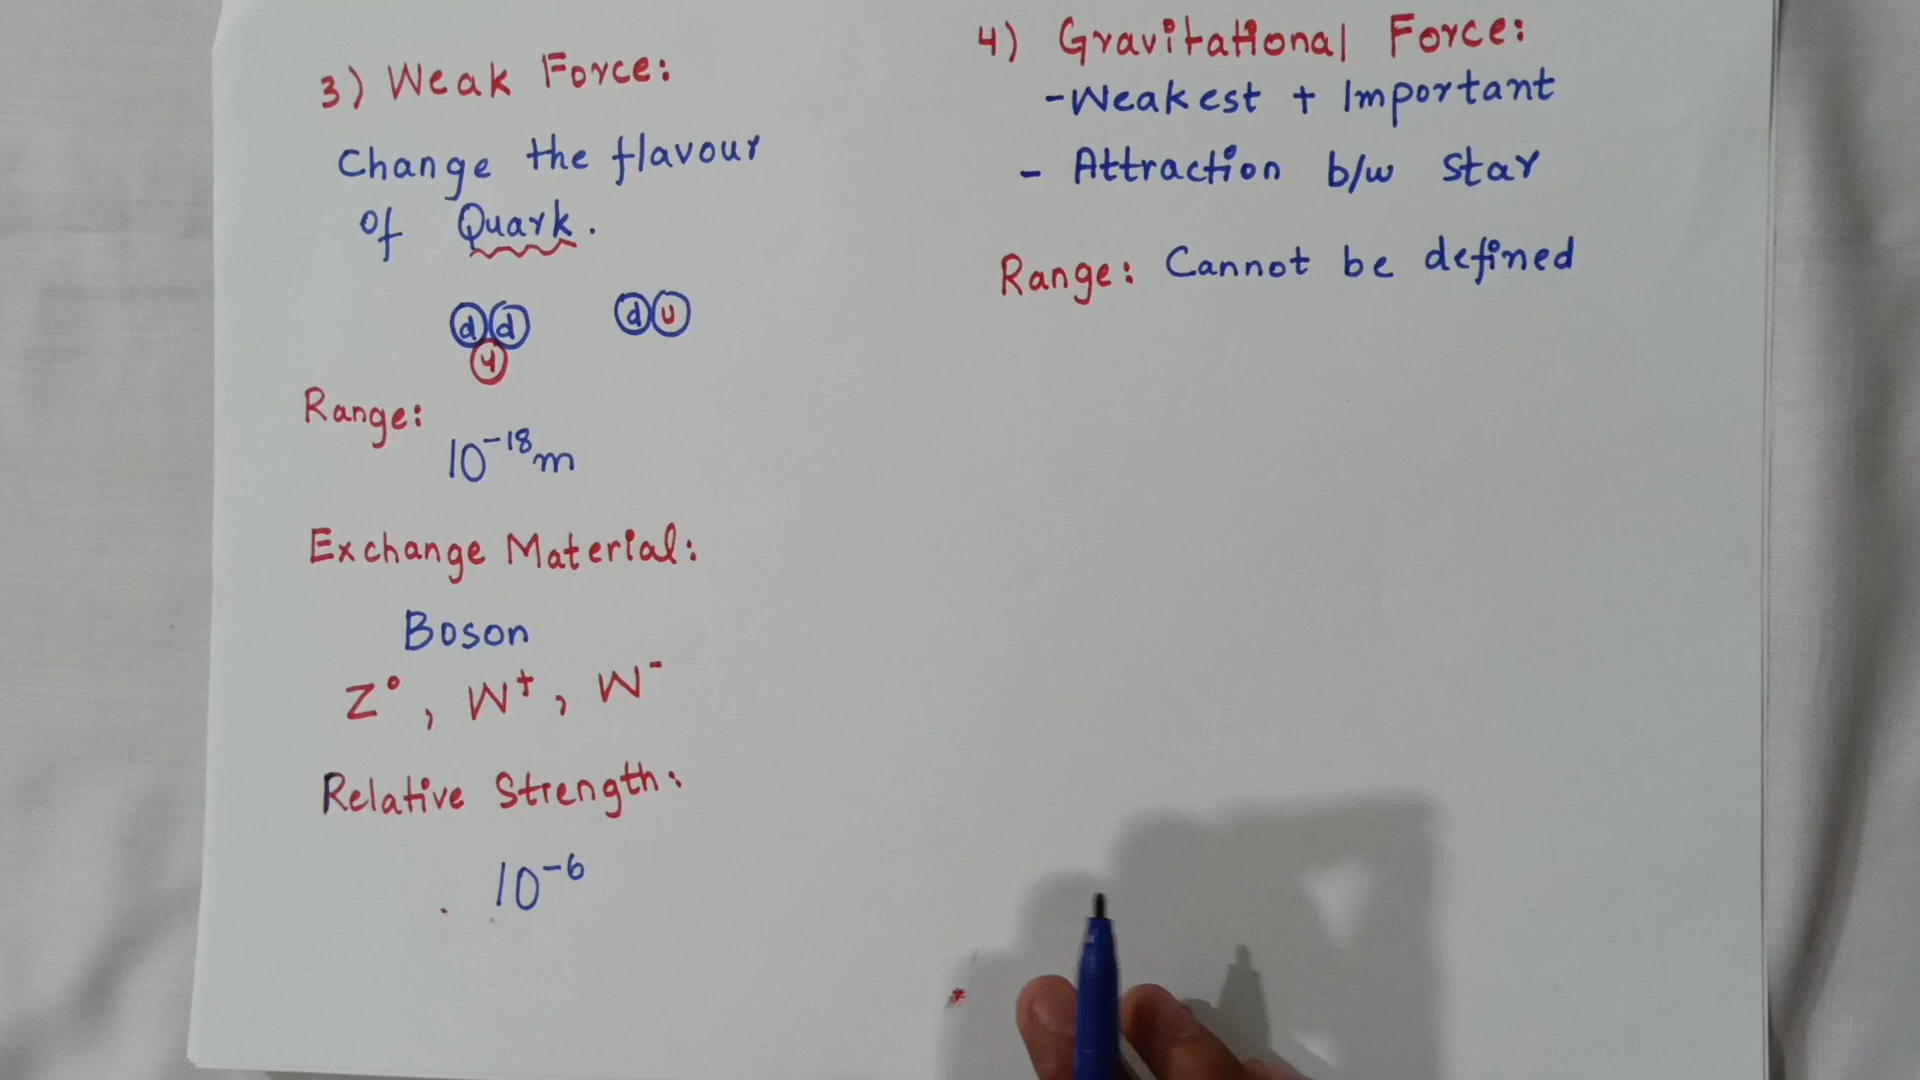 3) Weak Force:
Change the flavour
of Quark.
d d d u
u
Range:
10⁻¹⁸m
Exchange Material:
Boson
Z°, W⁺, W⁻
Relative Strength:
10⁻⁶
4) Gravitational Force:
-Weakest + Important
- Attraction b/w star
Range: Cannot be defined